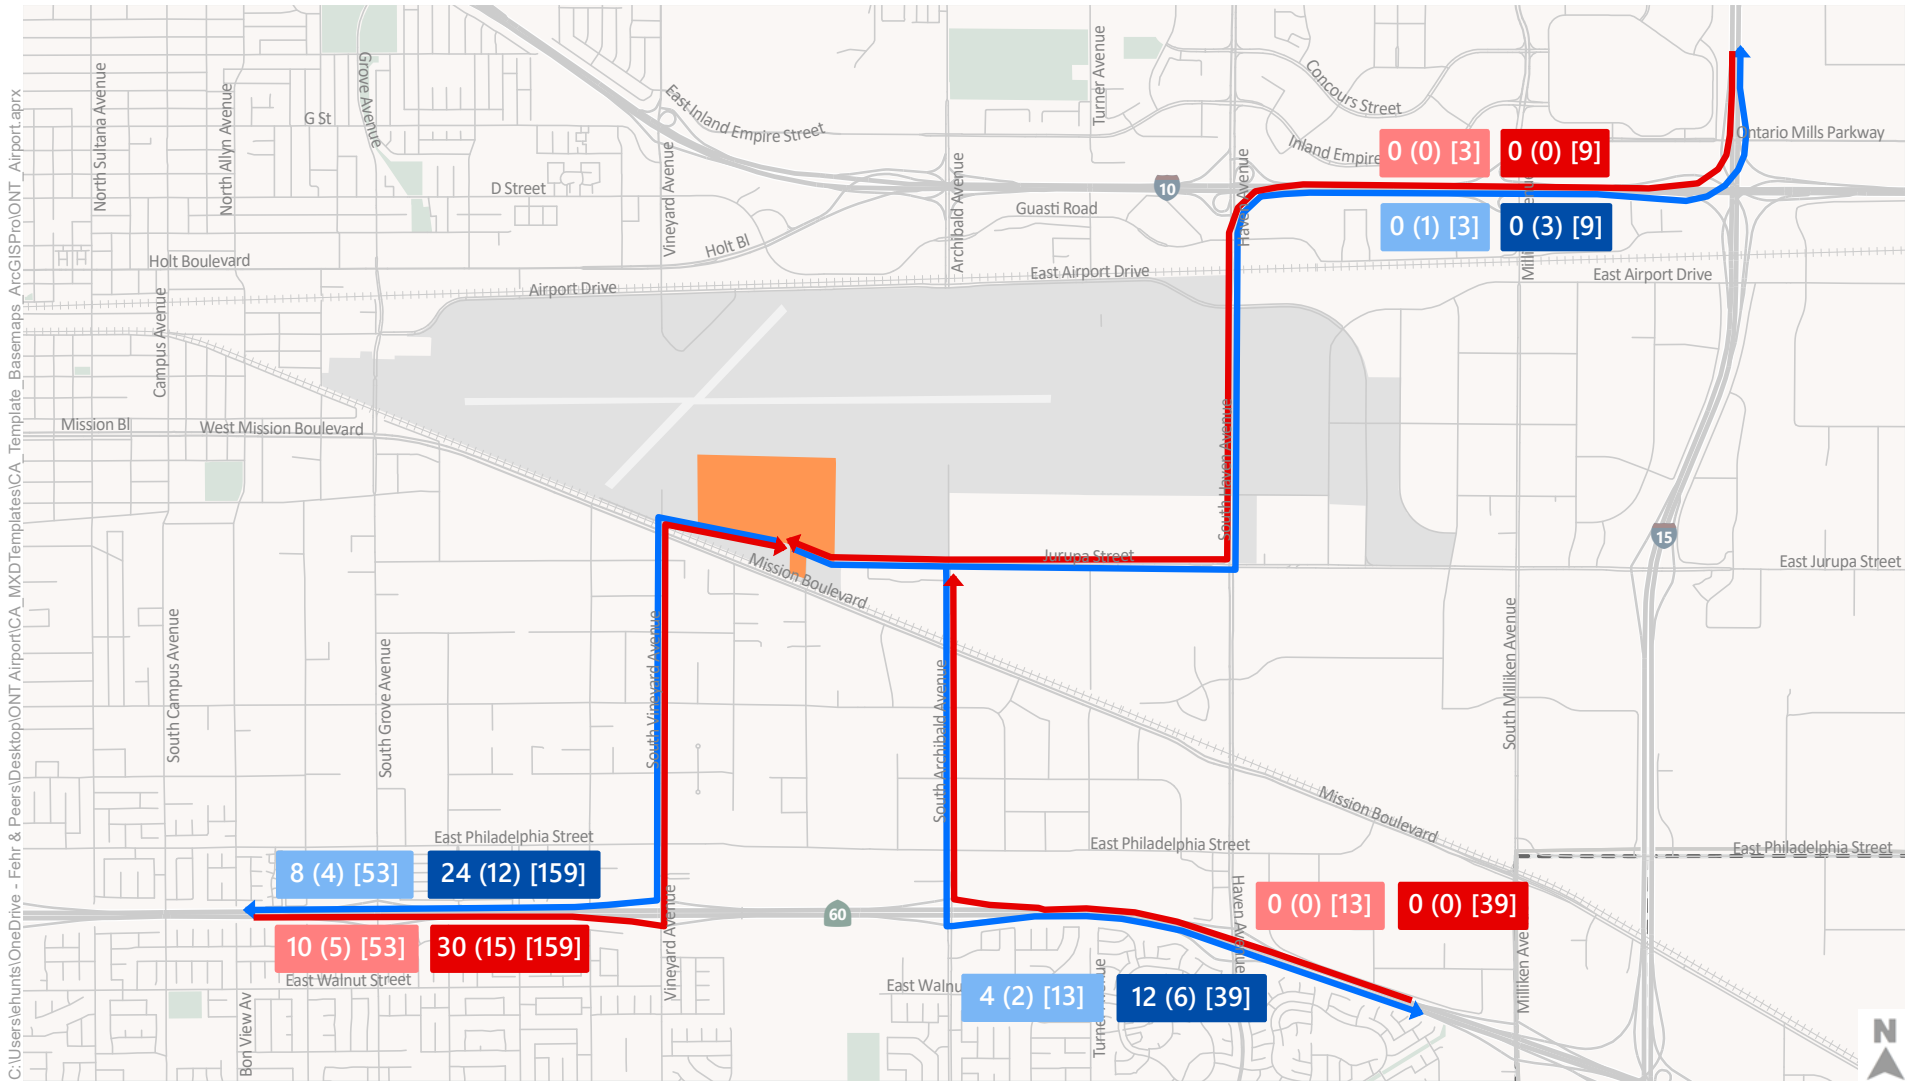 C:\Users\ehunts\OneDrive - Fehr & Peers\Desktop\ONT Airport\CA_MXDTemplates\CA_Template_Basemaps_ArcGISPro\ONT_Airport.aprx
North Sultana Avenue
North Allyn Avenue
Grove Avenue
G St
East Inland Empire Street
Turner Avenue
Concours Street
Ontario Mills Parkway
Inland Empire
0 (0) [3]
0 (0) [9]
D Street
Vineyard Avenue
Archibald Avenue
10
Guasti Road
0 (1) [3]
0 (3) [9]
Holt Bl
Holt Boulevard
Airport Drive
East Airport Drive
East Airport Drive
Campus Avenue
Mission Bl
West Mission Boulevard
South Haven Avenue
15
Jurupa Street
East Jurupa Street
Mission Boulevard
South Campus Avenue
South Grove Avenue
South Vineyard Avenue
South Archibald Avenue
South Milliken Avenue
Mission Boulevard
East Philadelphia Street
East Philadelphia Street
East Philadelphia Street
8 (4) [53]
24 (12) [159]
60
Vineyard Avenue
Haven Avenue
0 (0) [13]
0 (0) [39]
10 (5) [53]
30 (15) [159]
East Walnut Street
East Walnu
4 (2) [13]
12 (6) [39]
Milliken Ave
Bon View Av
N